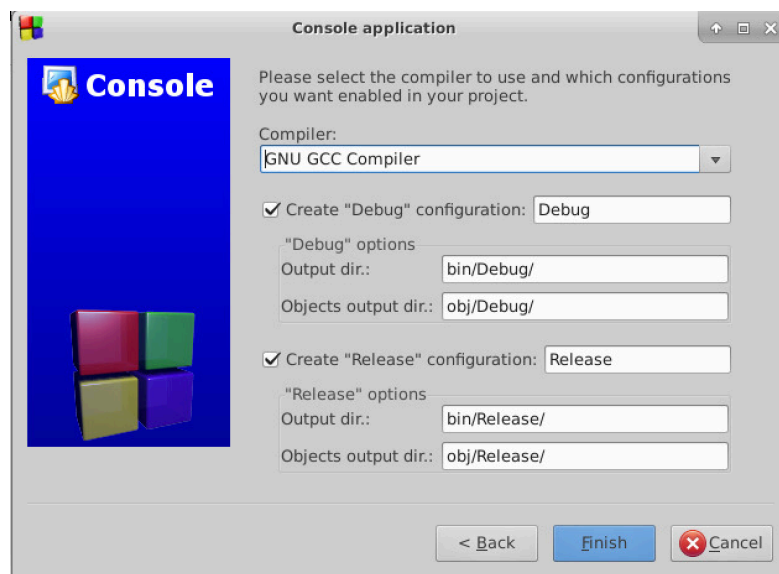 Console application
Console
Please select the compiler to use and which configurations
you want enabled in your project.
Compiler:
GNU GCC Compiler
Create "Debug" configuration: Debug
"Debug" options
Output dir.: bin/Debug/
Objects output dir.: obj/Debug/
Create "Release" configuration: Release
"Release" options
Output dir.: bin/Release/
Objects output dir.: obj/Release/
< Back Finish Cancel